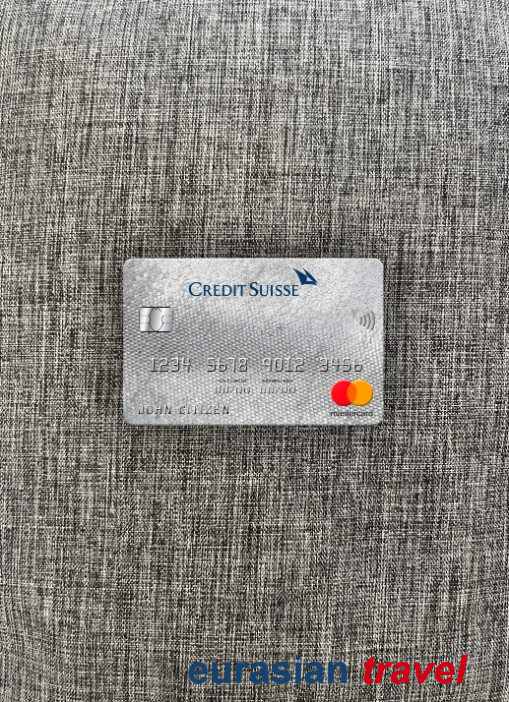 CREDIT SUISSE
1234 5678 9012 3456
00/00 00/00
JOHN CITIZEN
mastercard
eurasian travel